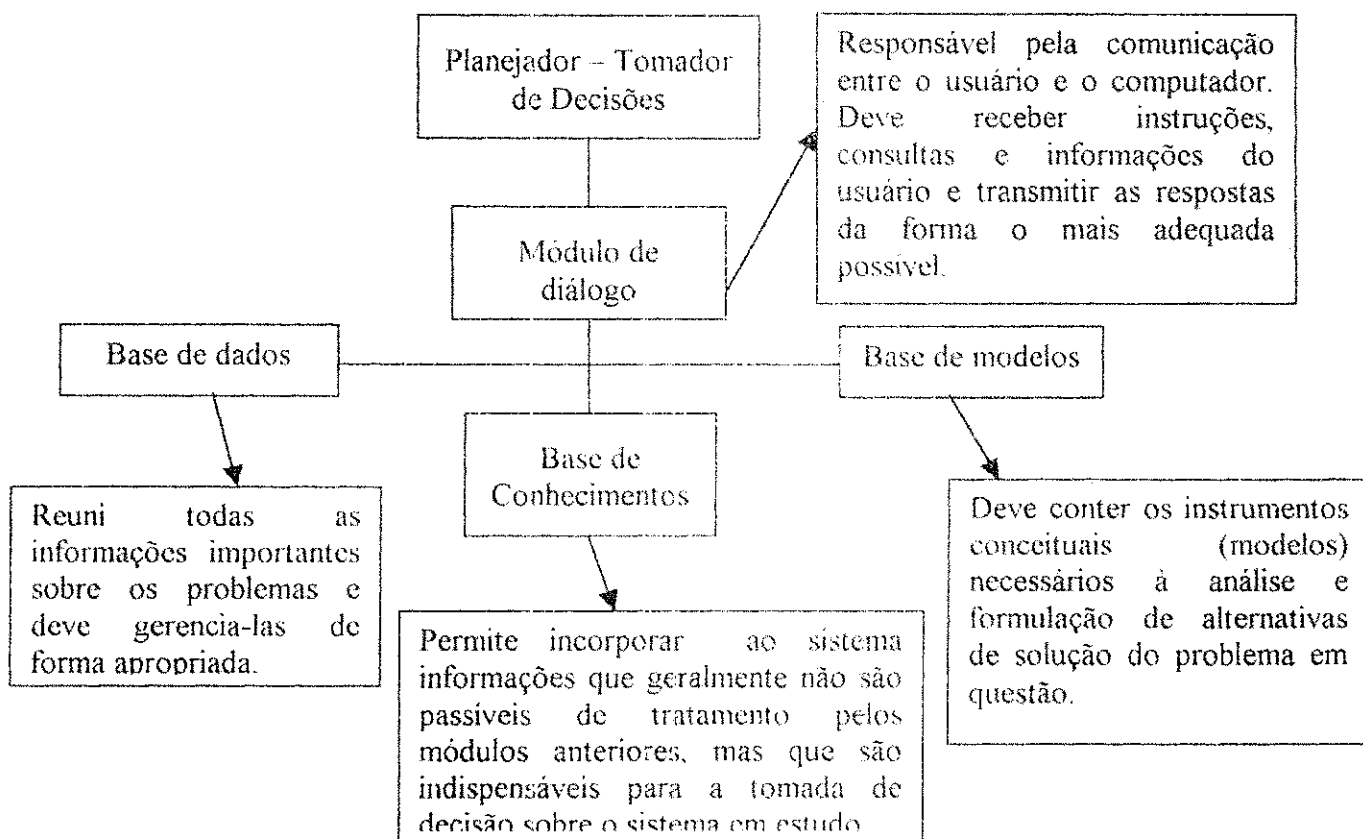 Planejador – Tomador
de Decisões
Responsável pela comunicação
entre o usuário e o computador.
Deve receber instruções,
consultas e informações do
usuário e transmitir as respostas
da forma o mais adequada
possível.
Módulo de
diálogo
Base de dados
Base de modelos
Base de
Conhecimentos
Reuni todas as
informações importantes
sobre os problemas e
deve gerencia-las de
forma apropriada.
Deve conter os instrumentos
conceituais (modelos)
necessários à análise e
formulação de alternativas
de solução do problema em
questão.
Permite incorporar ao sistema
informações que geralmente não são
passíveis de tratamento pelos
módulos anteriores, mas que são
indispensáveis para a tomada de
decisão sobre o sistema em estudo